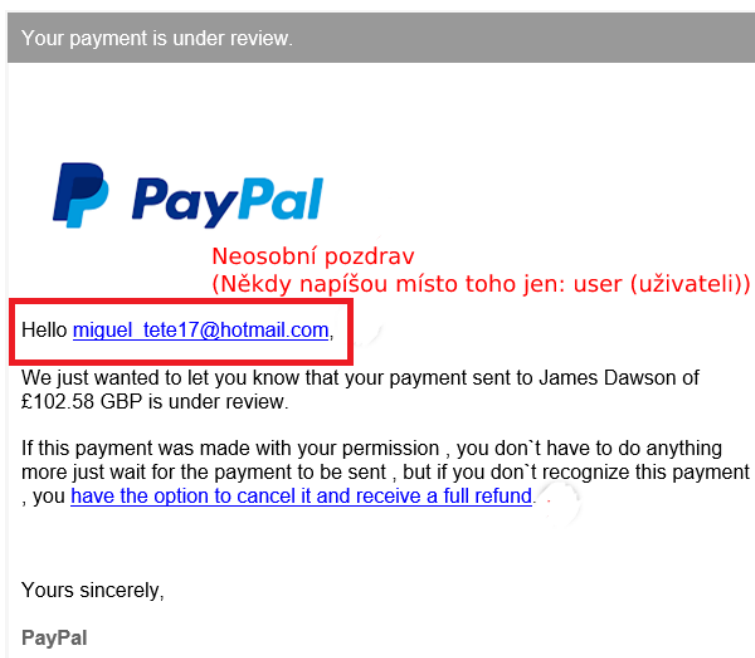 Your payment is under review.
PayPal
Neosobní pozdrav
(Někdy napíšou místo toho jen: user (uživateli))
Hello miguel_tete17@hotmail.com,
We just wanted to let you know that your payment sent to James Dawson of
£102.58 GBP is under review.
If this payment was made with your permission , you don`t have to do anything
more just wait for the payment to be sent , but if you don`t recognize this payment
, you have the option to cancel it and receive a full refund.
Yours sincerely,
PayPal